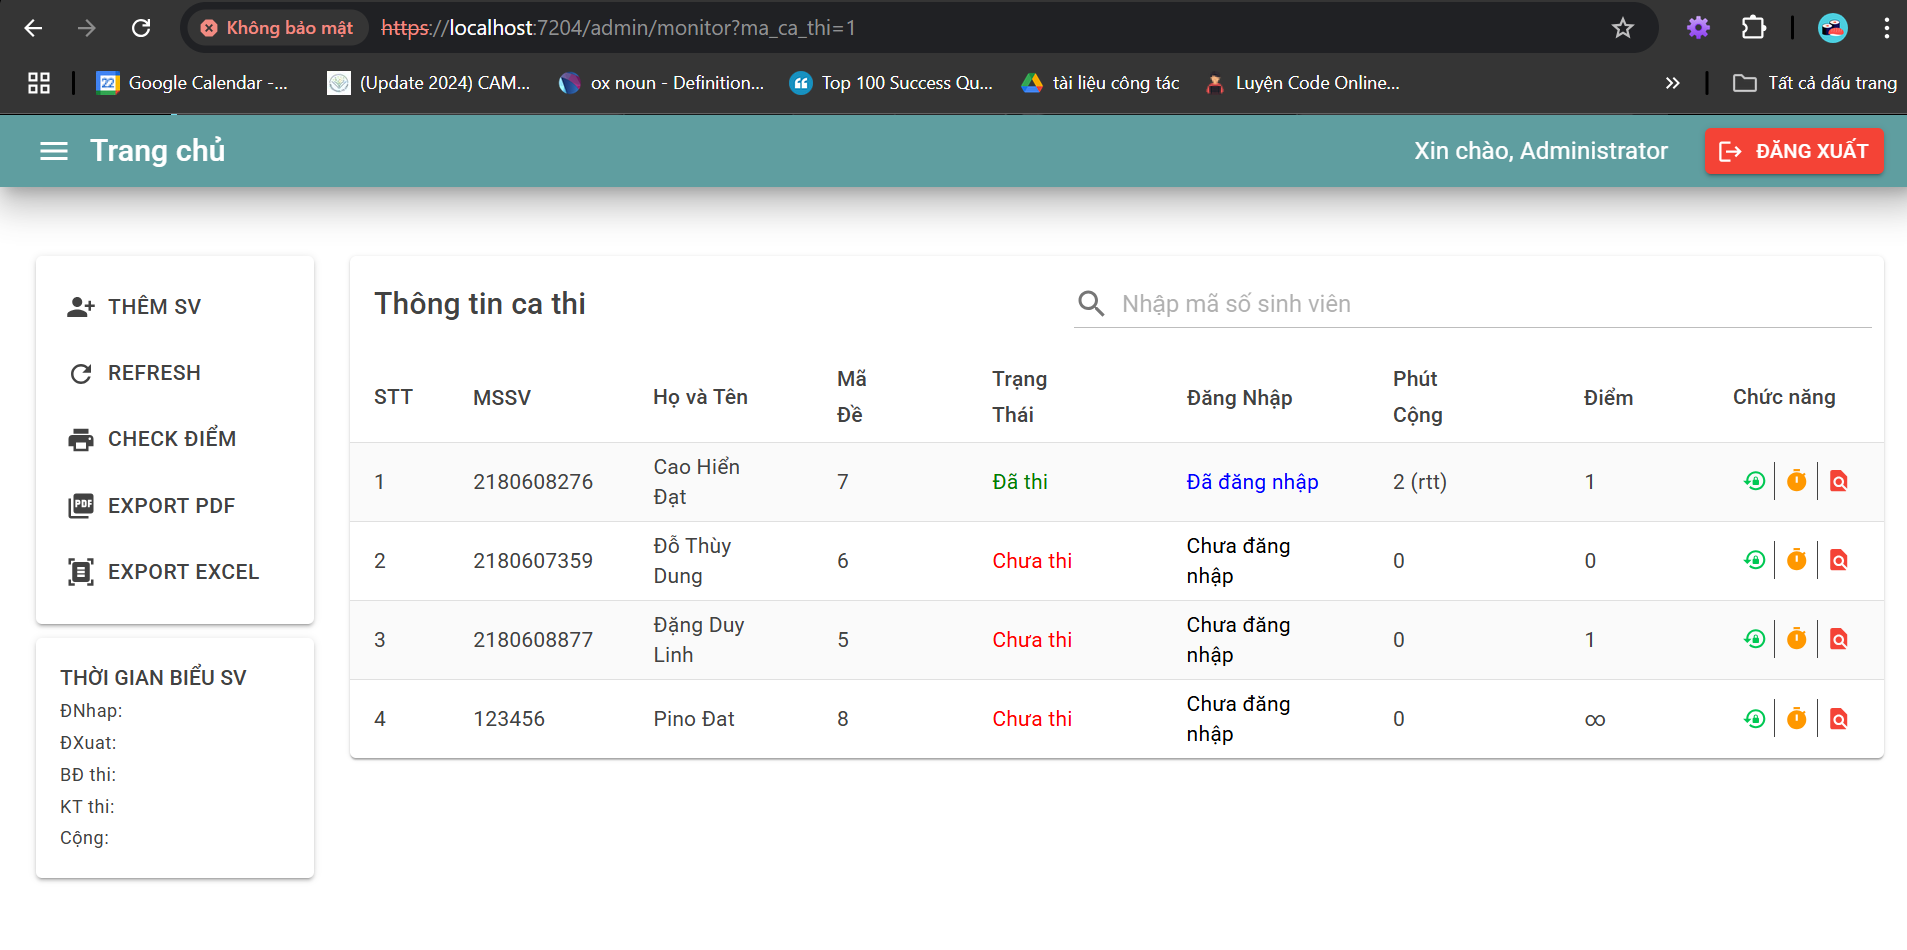 Không bảo mật
https://localhost:7204/admin/monitor?ma_ca_thi=1
22 Google Calendar -... (Update 2024) CAM... ox noun - Definition... Top 100 Success Qu... tài liệu công tác Luyện Code Online... » Tất cả dấu trang
Trang chủ
Xin chào, Administrator
ĐĂNG XUẤT
THÊM SV
REFRESH
CHECK ĐIỂM
PDF EXPORT PDF
EXPORT EXCEL
THỜI GIAN BIỂU SV
ĐNhap:
ĐXuat:
BĐ thi:
KT thi:
Cộng:
Thông tin ca thi
Nhập mã số sinh viên
STT MSSV Họ và Tên Mã Đề Trạng Thái Đăng Nhập Phút Cộng Điểm Chức năng
1 2180608276 Cao Hiển Đạt 7 Đã thi Đã đăng nhập 2 (rtt) 1
2 2180607359 Đỗ Thùy Dung 6 Chưa thi Chưa đăng nhập 0 0
3 2180608877 Đặng Duy Linh 5 Chưa thi Chưa đăng nhập 0 1
4 123456 Pino Đat 8 Chưa thi Chưa đăng nhập 0 ∞